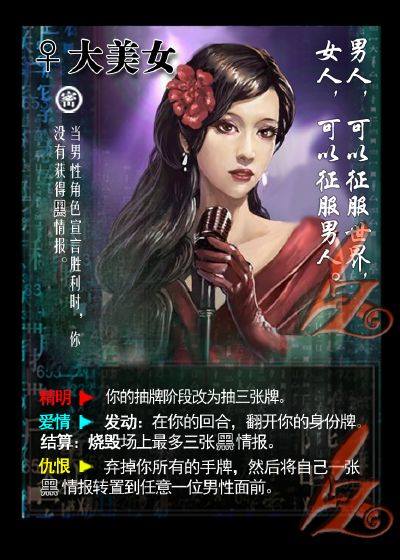 ♀大美女
密
当男性角色宣言胜利时，你
没有获得黑情报。
男人，可以征服世界，
女人，可以征服男人。
精明 ▶ 你的抽牌阶段改为抽三张牌。
爱情 ▶ 发动：在你的回合，翻开你的身份牌。
结算：烧毁场上最多三张黑情报。
仇恨 ▶ 弃掉你所有的手牌，然后将自己一张
黑情报转置到任意一位男性面前。